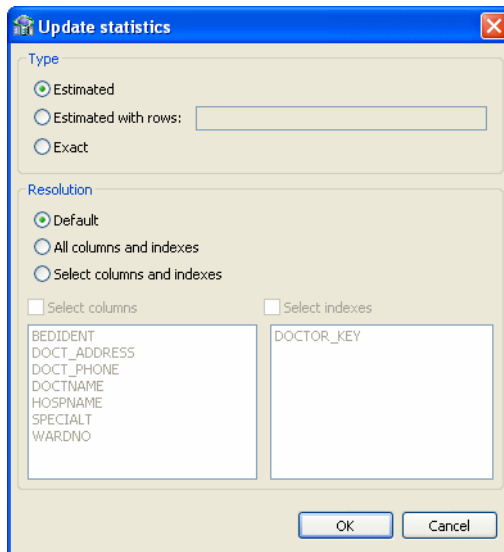 Update statistics
Type
Estimated
Estimated with rows:
Exact
Resolution
Default
All columns and indexes
Select columns and indexes
Select columns Select indexes
BEDIDENT DOCTOR_KEY
DOCT_ADDRESS
DOCT_PHONE
DOCTNAME
HOSPNAME
SPECIALT
WARDNO
OK Cancel